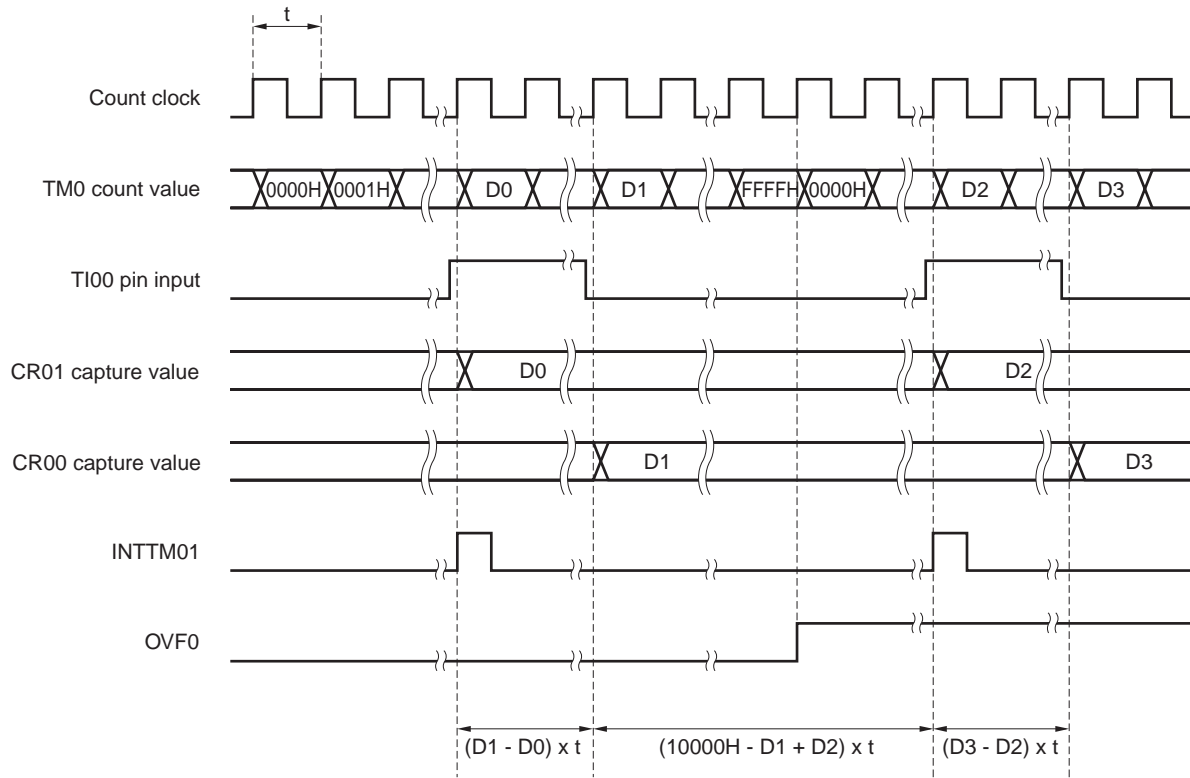 t
Count clock
TM0 count value
0000H 0001H D0 D1 FFFFH 0000H D2 D3
TI00 pin input
CR01 capture value
D0 D2
CR00 capture value
D1 D3
INTTM01
OVF0
(D1 - D0) x t (10000H - D1 + D2) x t (D3 - D2) x t